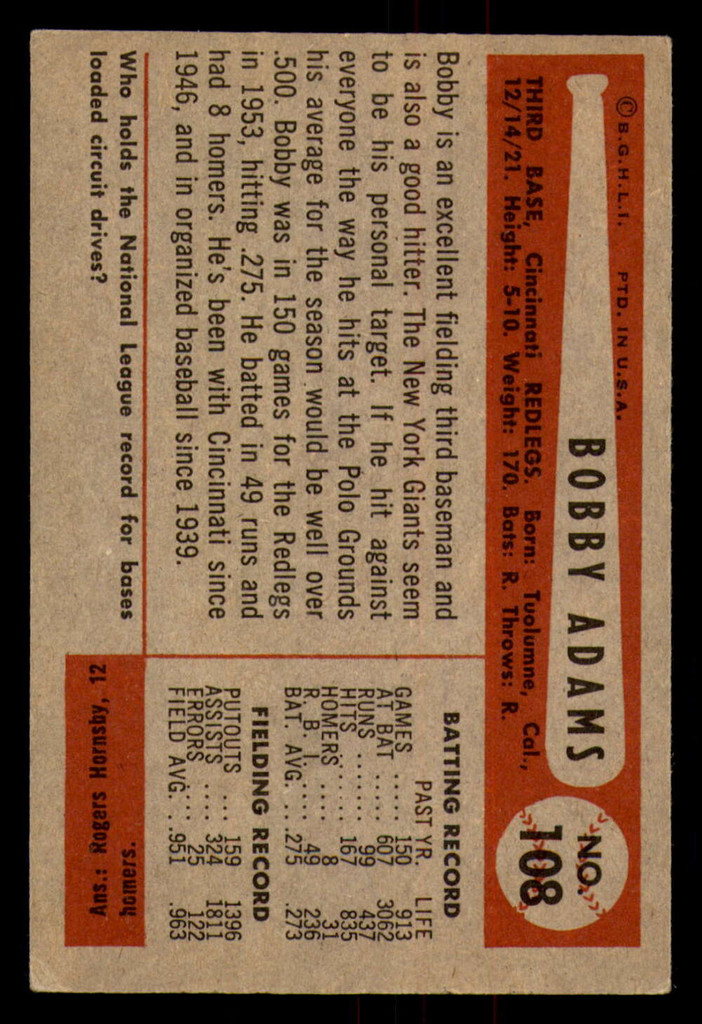 © B.G.H.L.I. PTD. IN U.S.A.
BOBBY ADAMS
NO.
108
THIRD BASE, Cincinnati REDLEGS. Born: Tuolumne, Cal.,
12/14/21. Height: 5-10. Weight: 170. Bats: R. Throws: R.
Bobby is an excellent fielding third baseman and
is also a good hitter. The New York Giants seem
to be his personal target. If he hit against
everyone the way he hits at the Polo Grounds
his average for the season would be well over
.500. Bobby was in 150 games for the Redlegs
in 1953, hitting .275. He batted in 49 runs and
had 8 homers. He's been with Cincinnati since
1946, and in organized baseball since 1939.
BATTING RECORD
PAST YR. LIFE
GAMES ..... 150 913
AT BAT ..... 607 3062
RUNS ....... 99 437
HITS ....... 167 835
HOMERS .... 8 31
R. B. I. .... 49 236
BAT. AVG. .. .275 .273
FIELDING RECORD
PUTOUTS ... 159 1396
ASSISTS .... 324 1811
ERRORS .... 25 122
FIELD AVG. . .951 .963
Who holds the National League record for bases
loaded circuit drives?
Ans.: Rogers Hornsby, 12
homers.